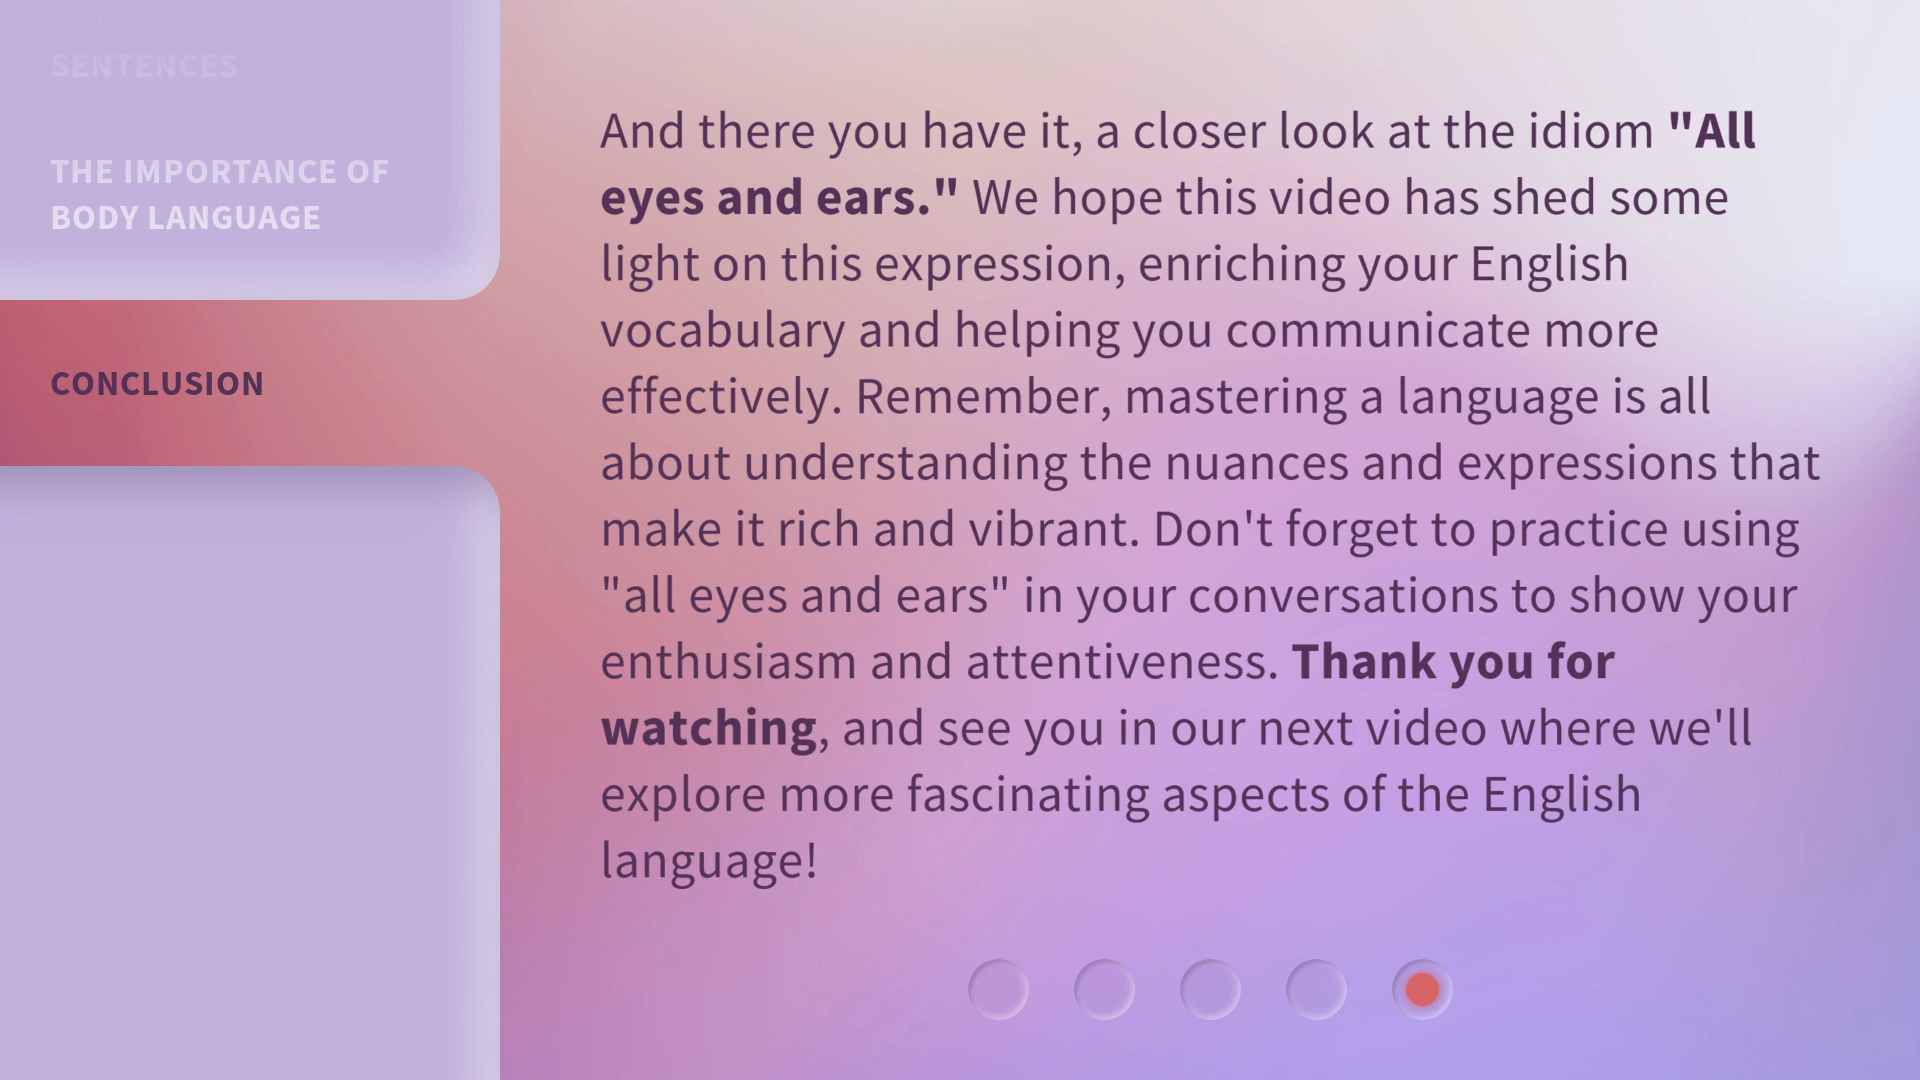 SENTENCES
THE IMPORTANCE OF
BODY LANGUAGE
CONCLUSION
And there you have it, a closer look at the idiom "All
eyes and ears." We hope this video has shed some
light on this expression, enriching your English
vocabulary and helping you communicate more
effectively. Remember, mastering a language is all
about understanding the nuances and expressions that
make it rich and vibrant. Don't forget to practice using
"all eyes and ears" in your conversations to show your
enthusiasm and attentiveness. Thank you for
watching, and see you in our next video where we'll
explore more fascinating aspects of the English
language!